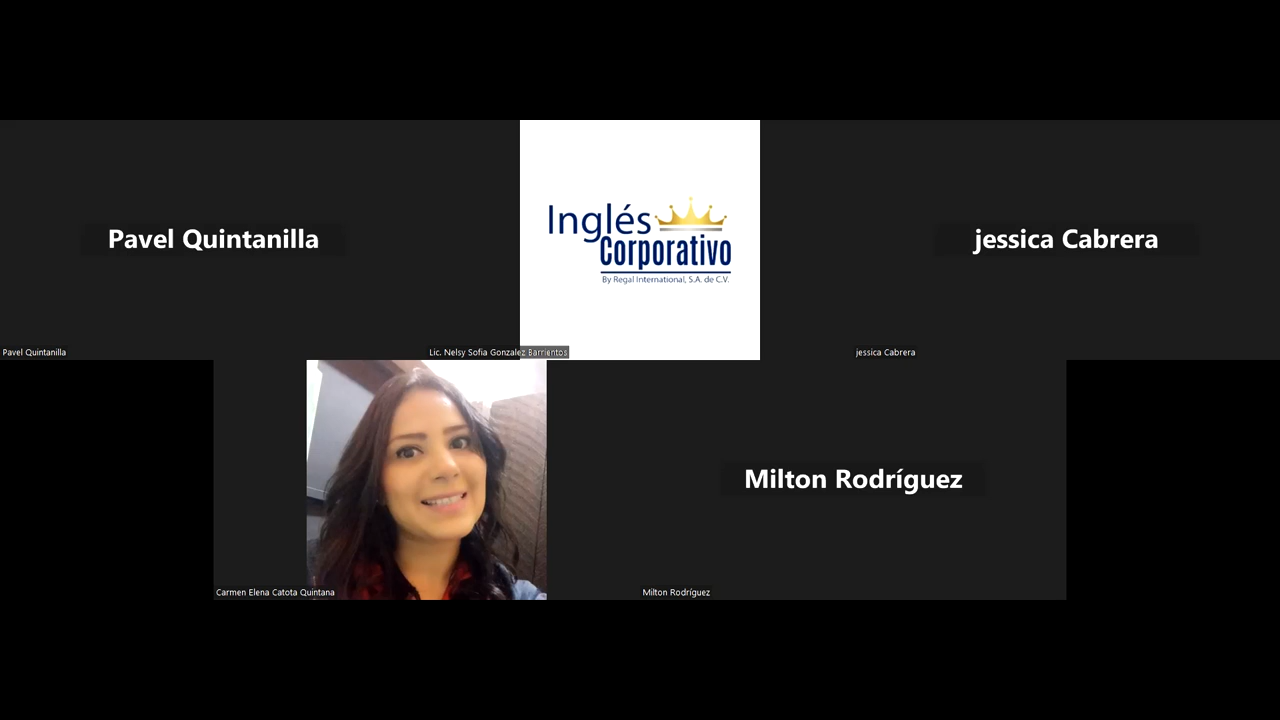 Pavel Quintanilla
Inglés
Corporativo
By Regal International, S.A. de C.V.
jessica Cabrera
Pavel Quintanilla
Lic. Nelsy Sofia Gonzalez Barrientos
jessica Cabrera
Milton Rodríguez
Carmen Elena Catota Quintana
Milton Rodríguez